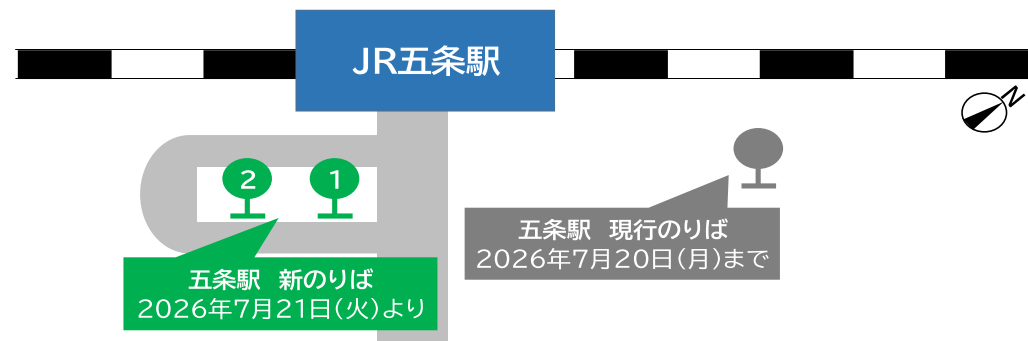 JR五条駅
N
2
1
五条駅　現行のりば
2026年7月20日(月)まで
五条駅　新のりば
2026年7月21日(火)より